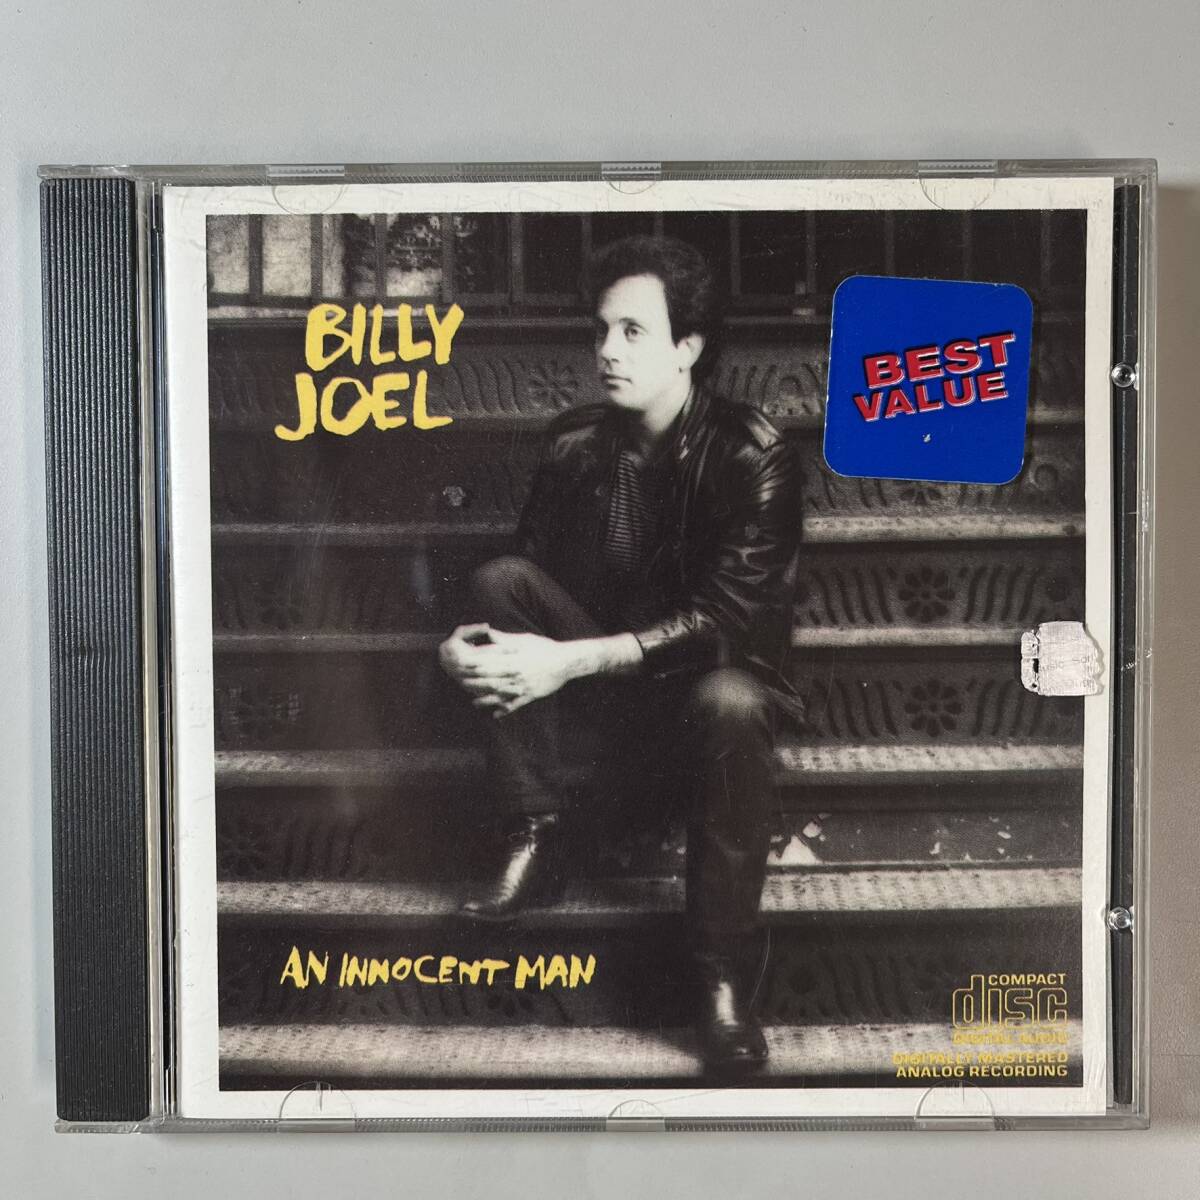 BILLY
JOEL
BEST
VALUE
AN INNOCENT MAN
COMPACT
disc
DIGITAL AUDIO
DIGITALLY MASTERED
ANALOG RECORDING